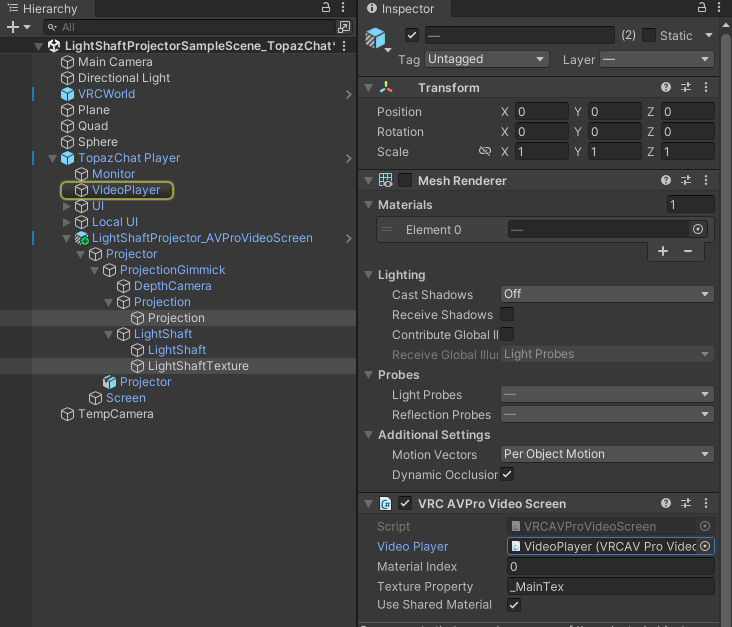 Hierarchy
All
LightShaftProjectorSampleScene_TopazChat*
Main Camera
Directional Light
VRCWorld
Plane
Quad
Sphere
TopazChat Player
Monitor
VideoPlayer
UI
Local UI
LightShaftProjector_AVProVideoScreen
Projector
ProjectionGimmick
DepthCamera
Projection
Projection
LightShaft
LightShaft
LightShaftTexture
Projector
Screen
TempCamera
Inspector
— (2) Static
Tag Untagged Layer —
Transform
Position X 0 Y 0 Z 0
Rotation X 0 Y 0 Z 0
Scale X 1 Y 1 Z 1
Mesh Renderer
Materials 1
Element 0 —
Lighting
Cast Shadows Off
Receive Shadows
Contribute Global Il
Receive Global Illur Light Probes
Probes
Light Probes —
Reflection Probes —
Additional Settings
Motion Vectors Per Object Motion
Dynamic Occlusion
VRC AVPro Video Screen
Script VRCAVProVideoScreen
Video Player VideoPlayer (VRCAV Pro Video
Material Index 0
Texture Property _MainTex
Use Shared Material